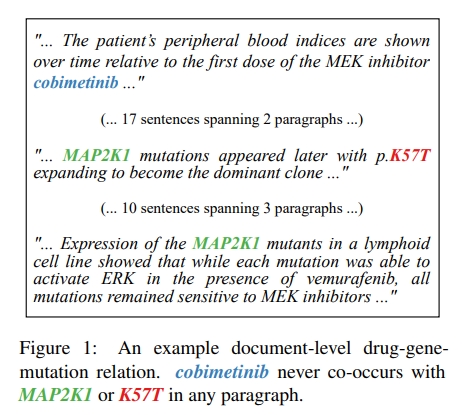 "... The patient's peripheral blood indices are shown
over time relative to the first dose of the MEK inhibitor
cobimetinib ..."
(... 17 sentences spanning 2 paragraphs ...)
"... MAP2K1 mutations appeared later with p.K57T
expanding to become the dominant clone ..."
(... 10 sentences spanning 3 paragraphs ...)
"... Expression of the MAP2K1 mutants in a lymphoid
cell line showed that while each mutation was able to
activate ERK in the presence of vemurafenib, all
mutations remained sensitive to MEK inhibitors ..."
Figure 1: An example document-level drug-gene-
mutation relation. cobimetinib never co-occurs with
MAP2K1 or K57T in any paragraph.